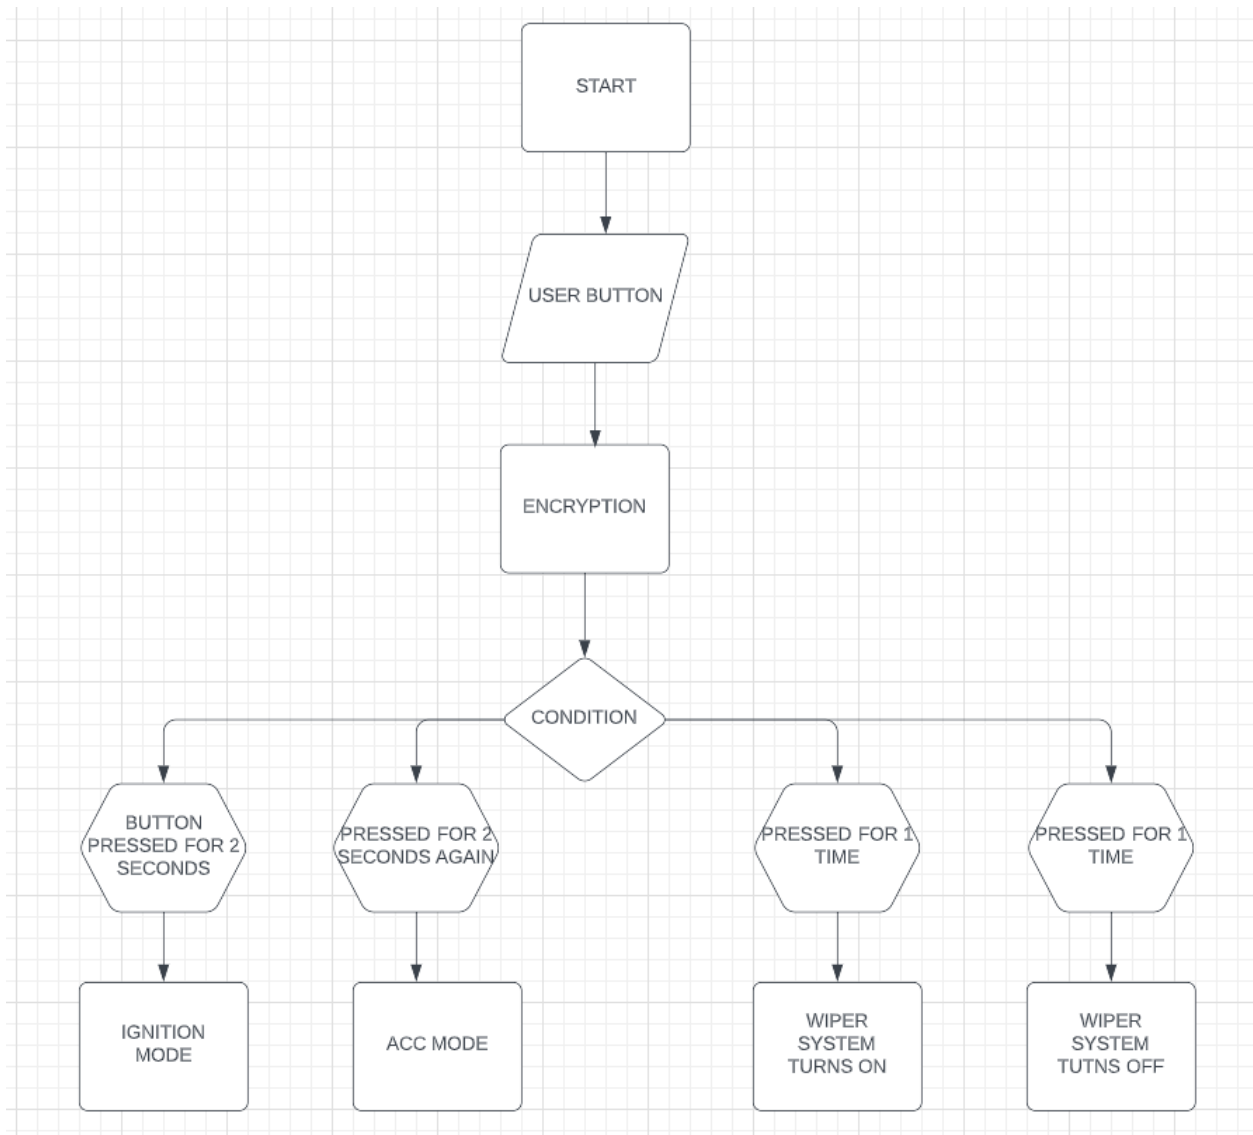 START
USER BUTTON
ENCRYPTION
CONDITION
BUTTON
PRESSED FOR 2
SECONDS
PRESSED FOR 2
SECONDS AGAIN
PRESSED FOR 1
TIME
PRESSED FOR 1
TIME
IGNITION
MODE
ACC MODE
WIPER
SYSTEM
TURNS ON
WIPER
SYSTEM
TUTNS OFF